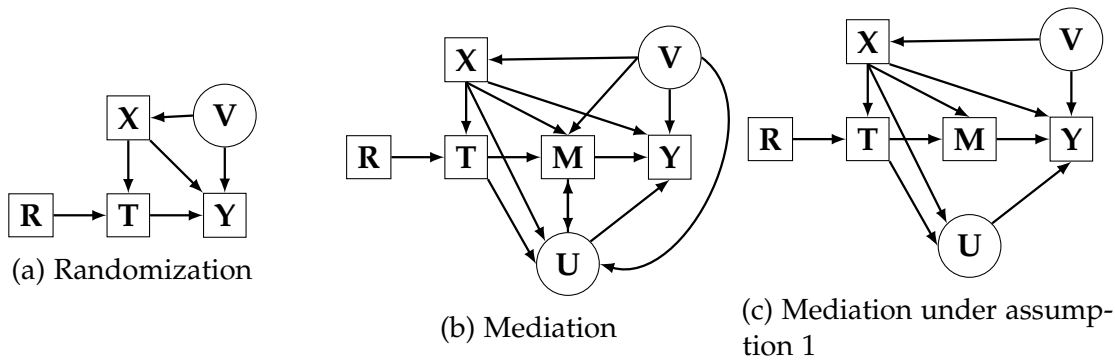 X V
R T Y
(a) Randomization
X V
R T M Y
U
(b) Mediation
X V
R T M Y
U
(c) Mediation under assump-
tion 1